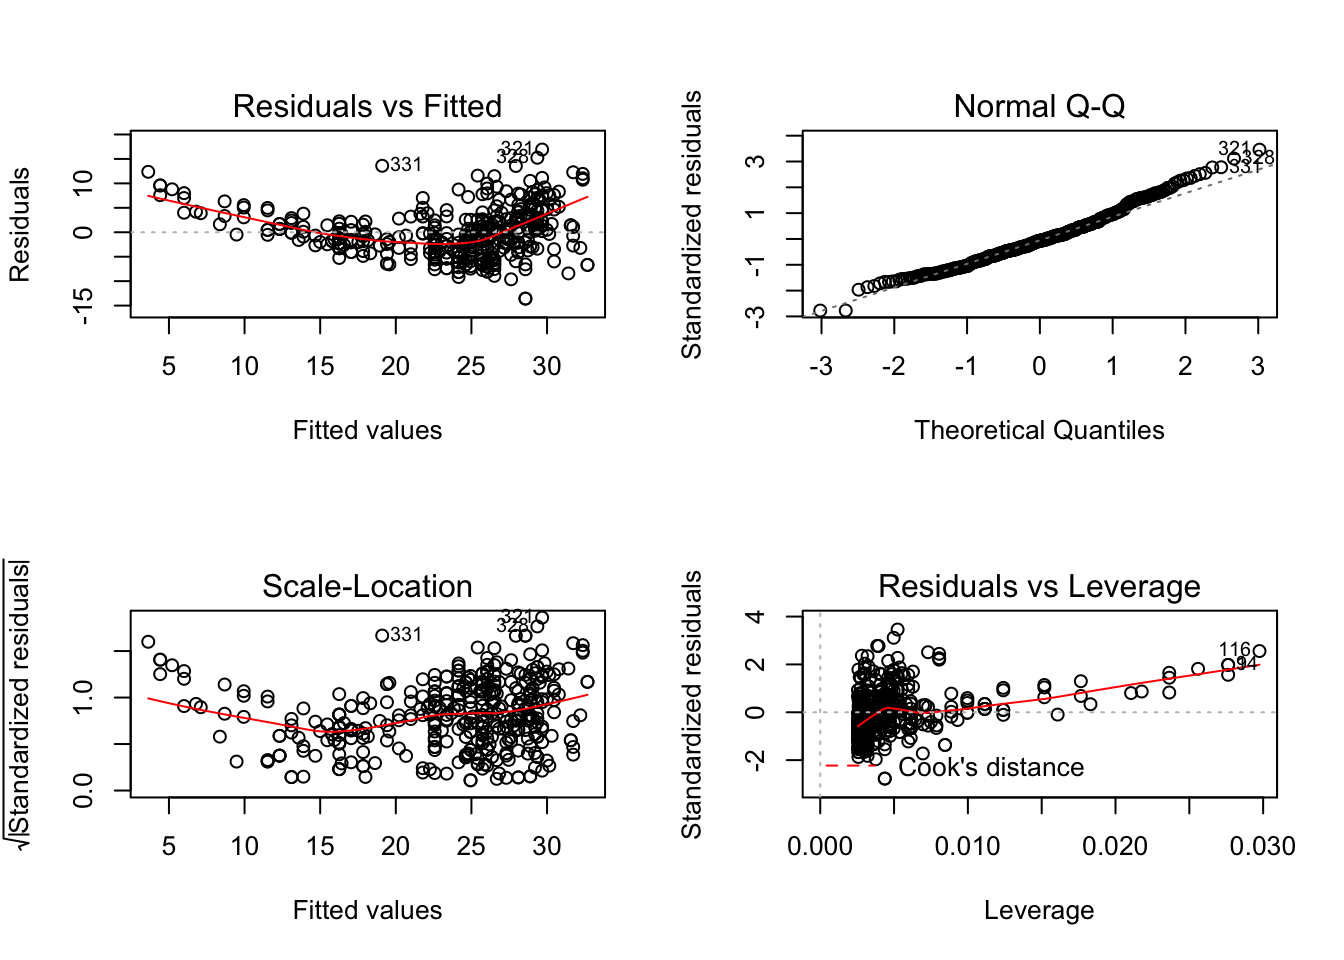 Residuals vs Fitted
Residuals
10
0
-15
321
328
331
5 10 15 20 25 30
Fitted values
Normal Q-Q
Standardized residuals
3
1
-1
-3
321
328
331
-3 -2 -1 0 1 2 3
Theoretical Quantiles
Scale-Location
√|Standardized residuals|
1.0
0.0
321
328
331
5 10 15 20 25 30
Fitted values
Residuals vs Leverage
Standardized residuals
4
2
0
-2
116
94
Cook's distance
0.000 0.010 0.020 0.030
Leverage